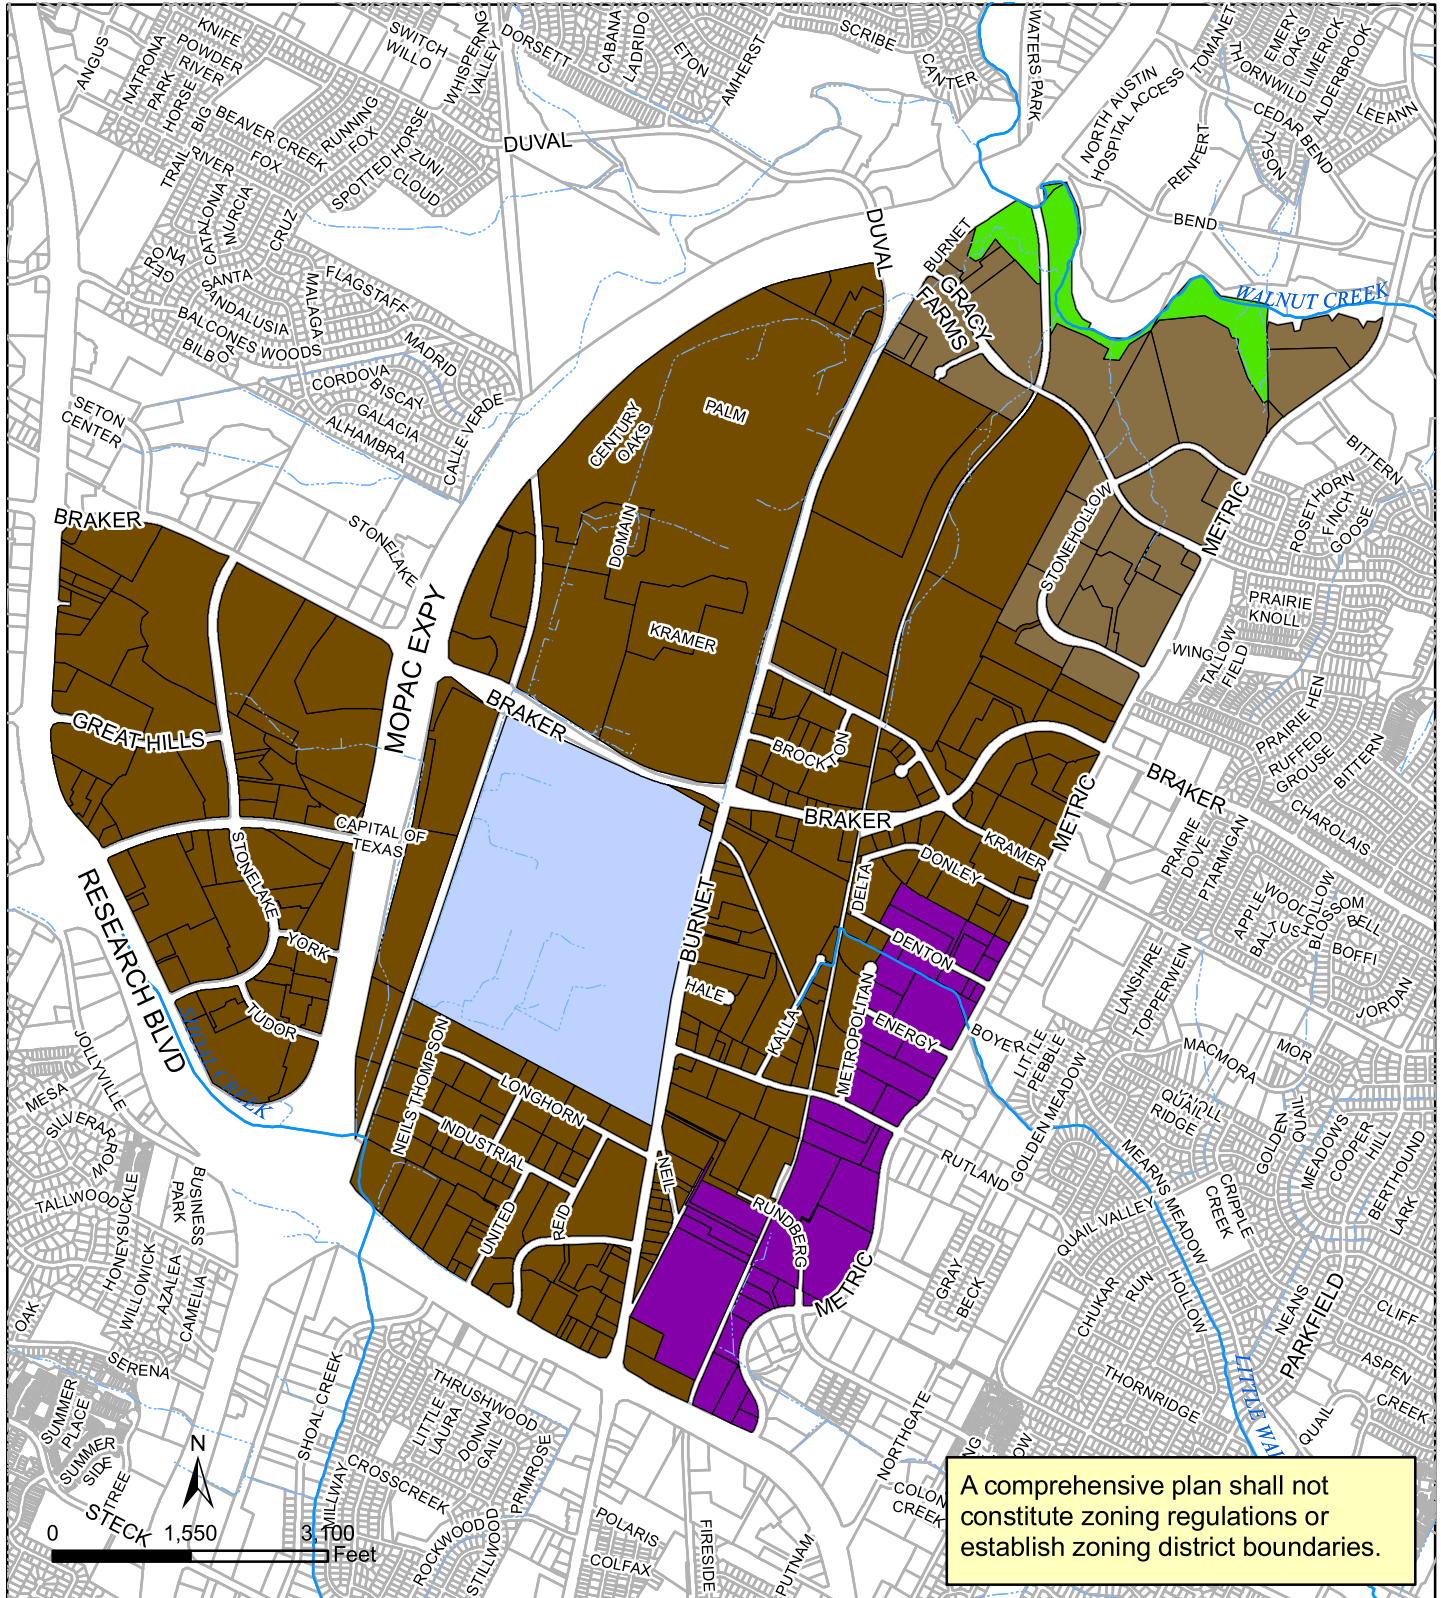 KNIFE
POWDER
RIVER
ANGUS
NATRONA
PARK
HORSE
BIG
RIVER
TRAIL
BEAVER CREEK
FOX
RUNNING
FOX
SPOTTED HORSE
ZUNI
CLOUD
SWITCH
WILLO
WHISPERING
VALLEY
DORSETT
CABANA
LADRIDO
ETON
AMHERST
SCRIBE
CANTER
WATERS PARK
NORTH AUSTIN
HOSPITAL ACCESS
TOMANET
THORNWILD
EMERY
OAKS
LIMERICK
ALDERBROOK
LEEANN
CEDAR BEND
TYSON
RENFERT
BEND
DUVAL
DUVAL
BURNET
GRACY
FARMS
WALNUT CREEK
CATALONIA
MURCIA
CRUZ
SANTA
ANDALUSIA
MALAGA
FLAGSTAFF
BALCONES WOODS
MADRID
CORDOVA
BISCAY
GALACIA
ALHAMBRA
CALLE VERDE
SETON
CENTER
BRAKER
STONELAKE
CENTURY
OAKS
PALM
DOMAIN
KRAMER
MOPAC EXPY
BITTERN
ROSETHORN
FINCH
GOOSE
METRIC
STONEHOLLOW
PRAIRIE
KNOLL
WING
TALLOW
FIELD
PRAIRIE HEN
RUFFED
GROUSE
BITTERN
CHAROLAIS
GREAT HILLS
BRAKER
BROCKTON
BRAKER
KRAMER
METRIC
BRAKER
PRAIRIE
DOVE
PTARMIGAN
CAPITAL OF
TEXAS
STONELAKE
YORK
TUDOR
RESEARCH BLVD
SHOAL CREEK
BURNET
DONLEY
DELTA
DENTON
METROPOLITAN
ENERGY
KALLA
HALE
APPLE
HOLLOW
BLOSSOM
BELL
BOFFI
JORDAN
LANSHIRE
TOPPERWEIN
BOYER
LITTLE
PEBBLE
GOLDEN MEADOW
MACMORA
MOR
QUAIL
RIDGE
GOLDEN
QUAIL
MEADOWS
COOPER
HILL
BERTHOUND
LARK
JOLLYVILLE
MESA
TALLWOOD
HONEYSUCKLE
BUSINESS
PARK
WILLOWICK
AZALEA
CAMELIA
OAK
SERENA
NEILS THOMPSON
LONGHORN
INDUSTRIAL
UNITED
REID
NEIL
RUNDBERG
RUTLAND
METRIC
MEARNS MEADOW
CRIPPLE
CREEK
QUAIL VALLEY
GRAY
BECK
CHUKAR
RUN
HOLLOW
NEANS
PARKFIELD
CLIFF
ASPEN
CREEK
QUAIL
THORNRIDGE
LITTLE WAL
SUMMER
PLACE
SUMMER
SIDE
STREE
STECK
SHOAL CREEK
THRUSHWOOD
LITTLE
LAURA
DONNA
GAIL
PRIMROSE
CROSSCREEK
MILLWAY
ROCKWOOD
STILLWOOD
POLARIS
COLFAX
FIRESIDE
PUTNAM
NORTHGATE
COLON
CREEK
N
0 1,550 3,100
Feet
A comprehensive plan shall not
constitute zoning regulations or
establish zoning district boundaries.